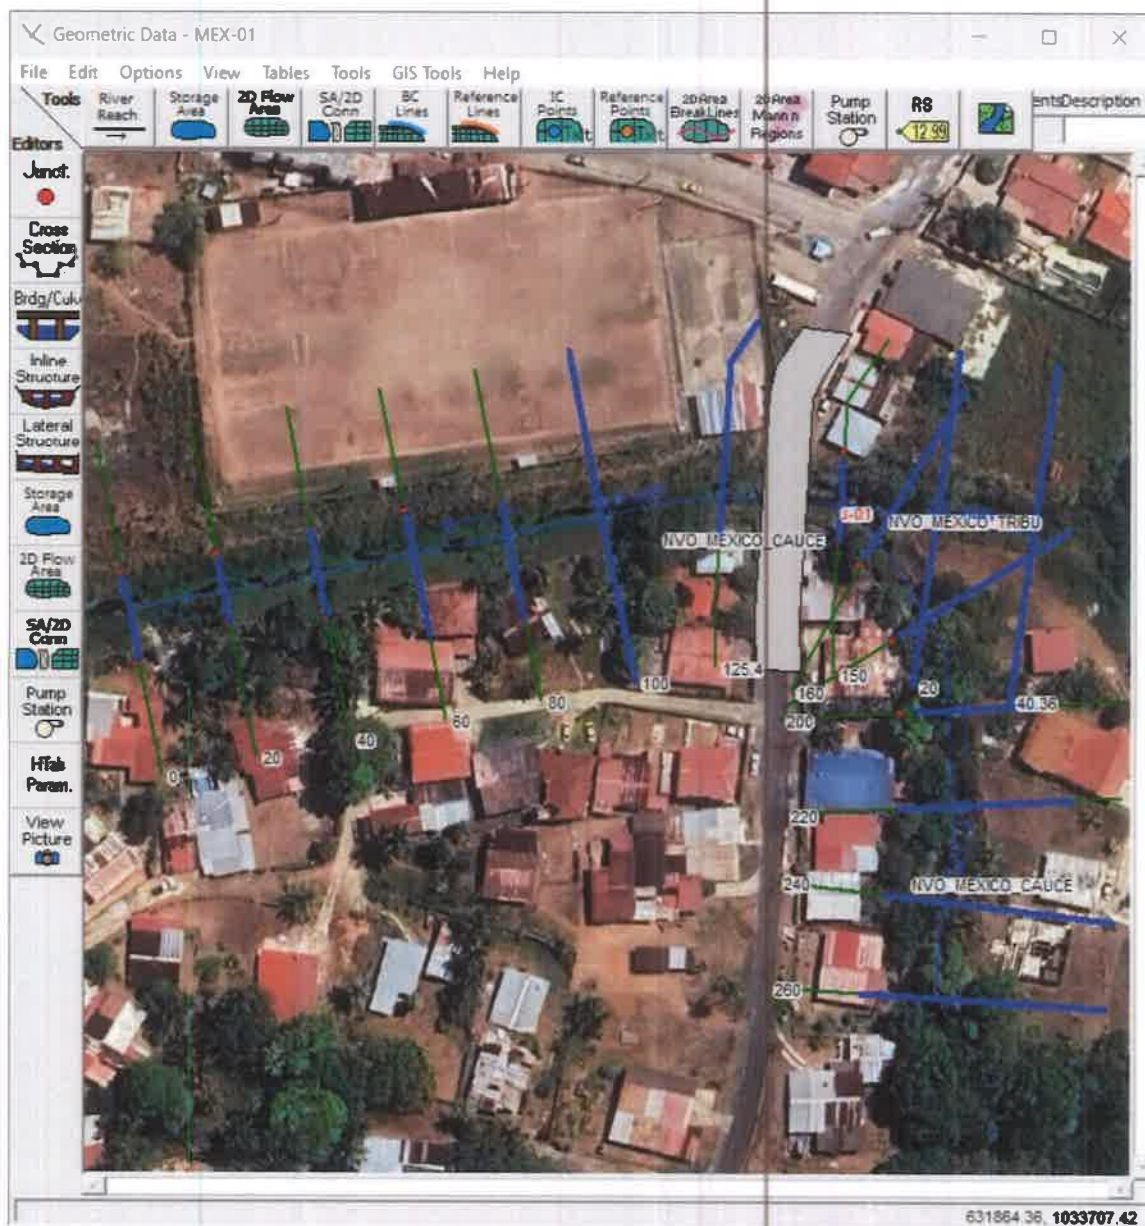 Geometric Data - MEX-01
File Edit Options View Tables Tools GIS Tools Help
Tools
River Reach
Storage Area
2D Flow Area
SA/2D Conn
BC Lines
Reference Lines
IC Points
Reference Points
2D Area BreakLines
2D Area Mann n Regions
Pump Station
RS
12.99
entsDescription
Editors
Junct.
Cross Section
Brdg/Culv
Inline Structure
Lateral Structure
Storage Area
2D Flow Area
SA/2D Conn
Pump Station
HTab Param.
View Picture
J-01
NVO_MEXICO_TRIBU
NVO_MEXICO_CAUCE
125.4
100
150
160
20
40.36
80
60
200
40
20
0
220
240
NVO_MEXICO_CAUCE
260
631864.36, 1033707.42